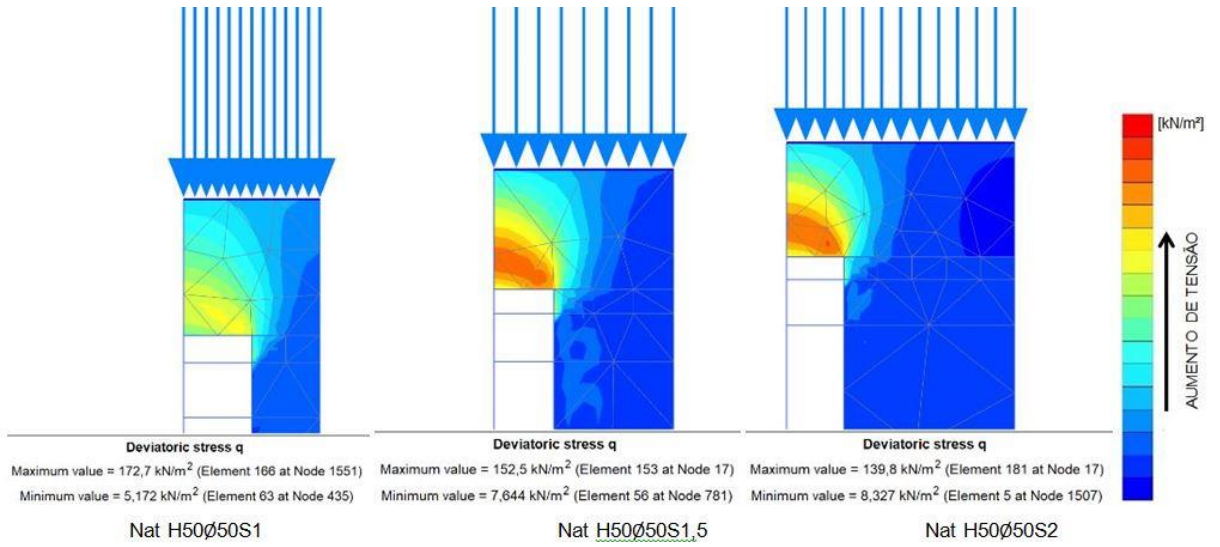 [kN/m²]
AUMENTO DE TENSÃO
Deviatoric stress q
Maximum value = 172,7 kN/m² (Element 166 at Node 1551)
Minimum value = 5,172 kN/m² (Element 63 at Node 435)
Nat H50Ø50S1
Deviatoric stress q
Maximum value = 152,5 kN/m² (Element 153 at Node 17)
Minimum value = 7,644 kN/m² (Element 56 at Node 781)
Nat H50Ø50S1,5
Deviatoric stress q
Maximum value = 139,8 kN/m² (Element 181 at Node 17)
Minimum value = 8,327 kN/m² (Element 5 at Node 1507)
Nat H50Ø50S2